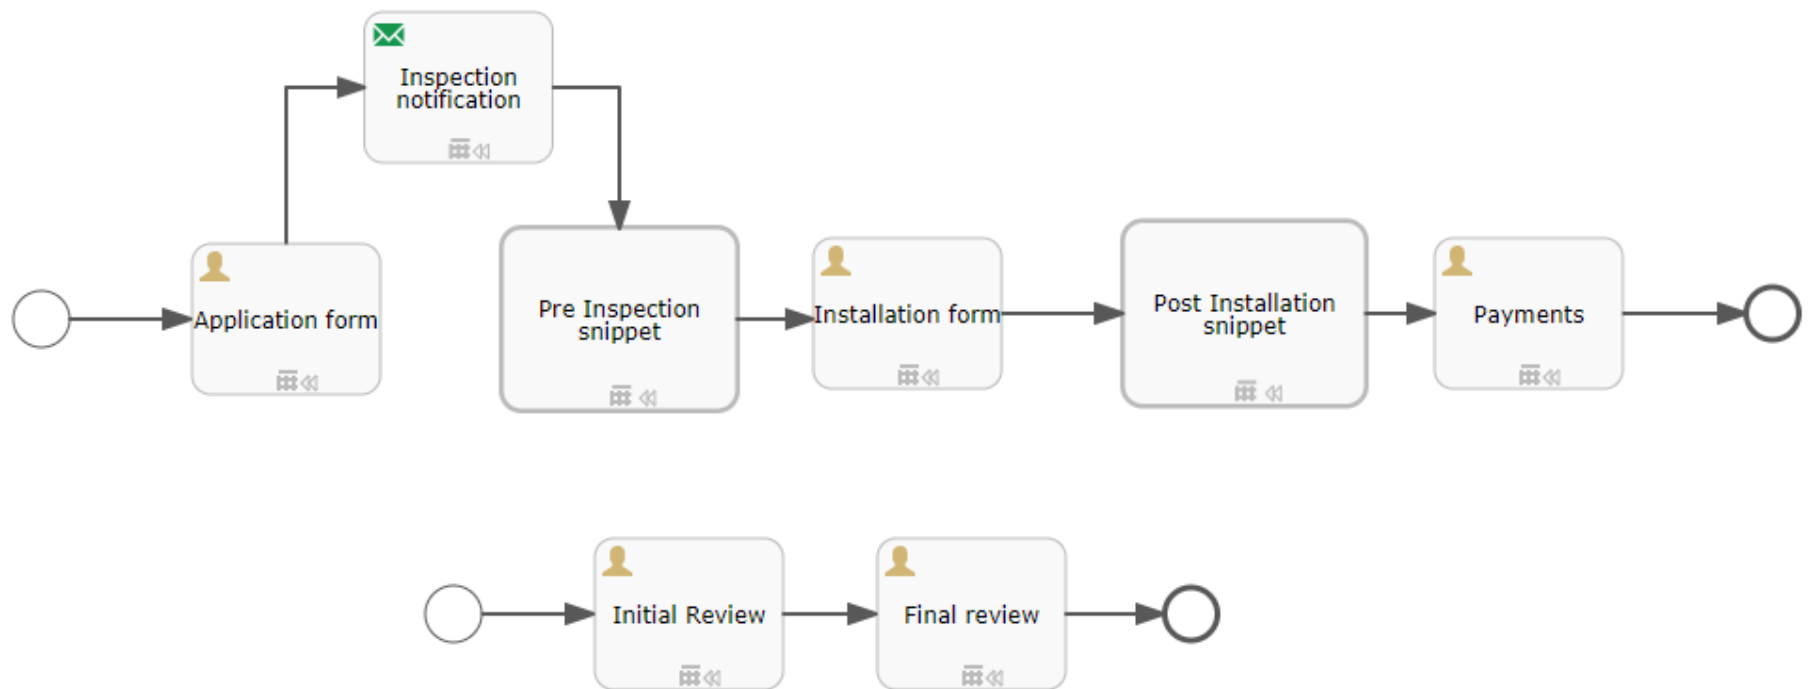 Inspection
notification
Application form
Pre Inspection
snippet
Installation form
Post Installation
snippet
Payments
Initial Review
Final review